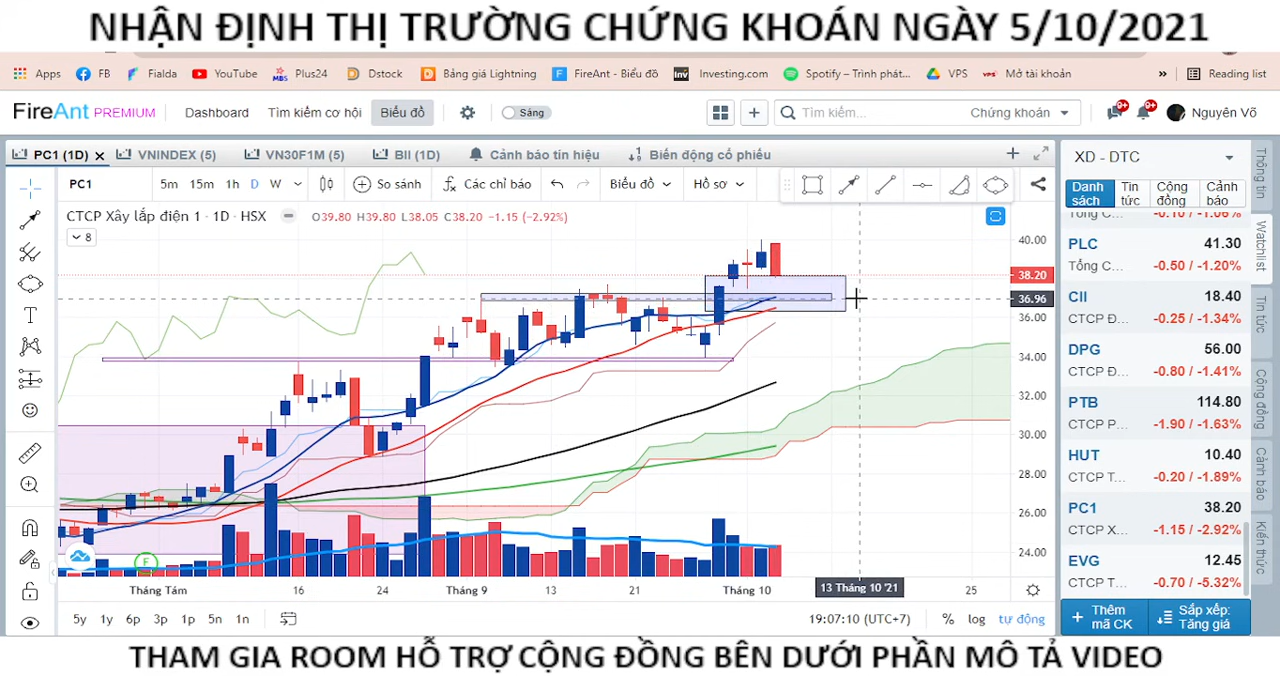 NHẬN ĐỊNH THỊ TRƯỜNG CHỨNG KHOÁN NGÀY 5/10/2021
Apps FB Fialda YouTube Plus24 Dstock Bảng giá Lightning FireAnt - Biểu đồ Investing.com Spotify – Trình phát... VPS Mở tài khoản » Reading list
FireAnt PREMIUM Dashboard Tìm kiếm cơ hội Biểu đồ Sáng Tìm kiếm... Chứng khoán 9+ 9+ Nguyên Võ
PC1 (1D) VNINDEX (5) VN30F1M (5) BII (1D) Cảnh báo tín hiệu Biến động cổ phiếu
PC1 5m 15m 1h D W So sánh Các chỉ báo Biểu đồ Hồ sơ
CTCP Xây lắp điện 1 · 1D · HSX O39.80 H39.80 L38.05 C38.20 −1.15 (−2.92%)
8
40.00
38.20
36.96
36.00
34.00
32.00
30.00
28.00
26.00
24.00
F
Tháng Tám 16 24 Tháng 9 13 21 Tháng 10 13 Tháng 10 '21 25
5y 1y 6p 3p 1p 5n 1n 19:07:10 (UTC+7) % log tự động
XD - DTC
Danh sách Tin tức Cộng đồng Cảnh báo
Tổng C... -0.10 / -1.06%
PLC 41.30
Tổng C... -0.50 / -1.20%
CII 18.40
CTCP Đ... -0.25 / -1.34%
DPG 56.00
CTCP Đ... -0.80 / -1.41%
PTB 114.80
CTCP P... -1.90 / -1.63%
HUT 10.40
CTCP T... -0.20 / -1.89%
PC1 38.20
CTCP X... -1.15 / -2.92%
EVG 12.45
CTCP T... -0.70 / -5.32%
Thêm mã CK Sắp xếp: Tăng giá
Thông tin
Watchlist
Tin tức
Cộng đồng
Cảnh báo
Kiến thức
THAM GIA ROOM HỖ TRỢ CỘNG ĐỒNG BÊN DƯỚI PHẦN MÔ TẢ VIDEO